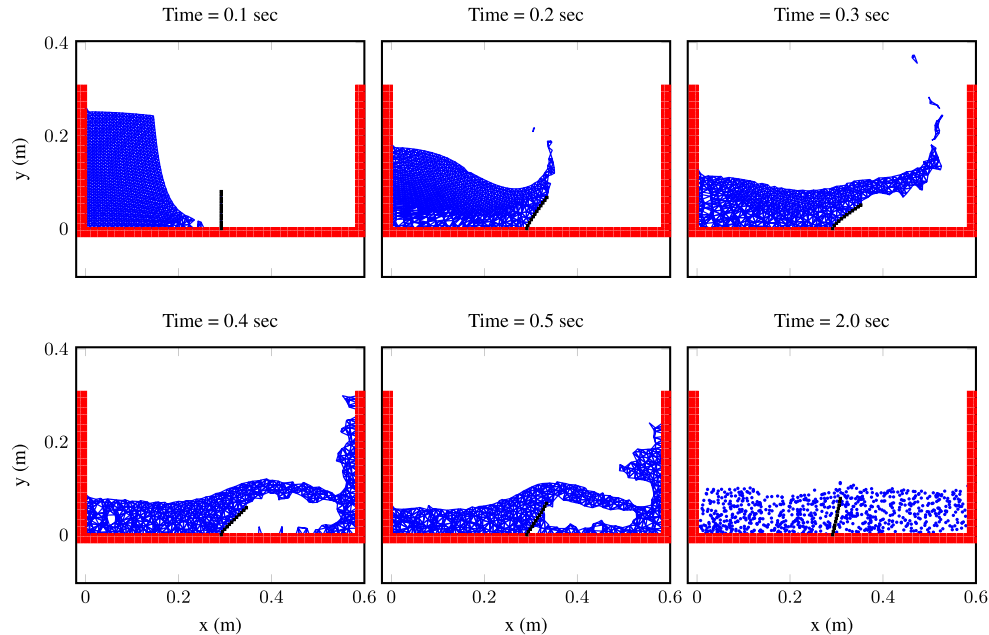 Time = 0.1 sec
Time = 0.2 sec
Time = 0.3 sec
0.4
0.2
0
y (m)
Time = 0.4 sec
Time = 0.5 sec
Time = 2.0 sec
0.4
0.2
0
y (m)
0 0.2 0.4 0.6
0 0.2 0.4 0.6
0 0.2 0.4 0.6
x (m)
x (m)
x (m)